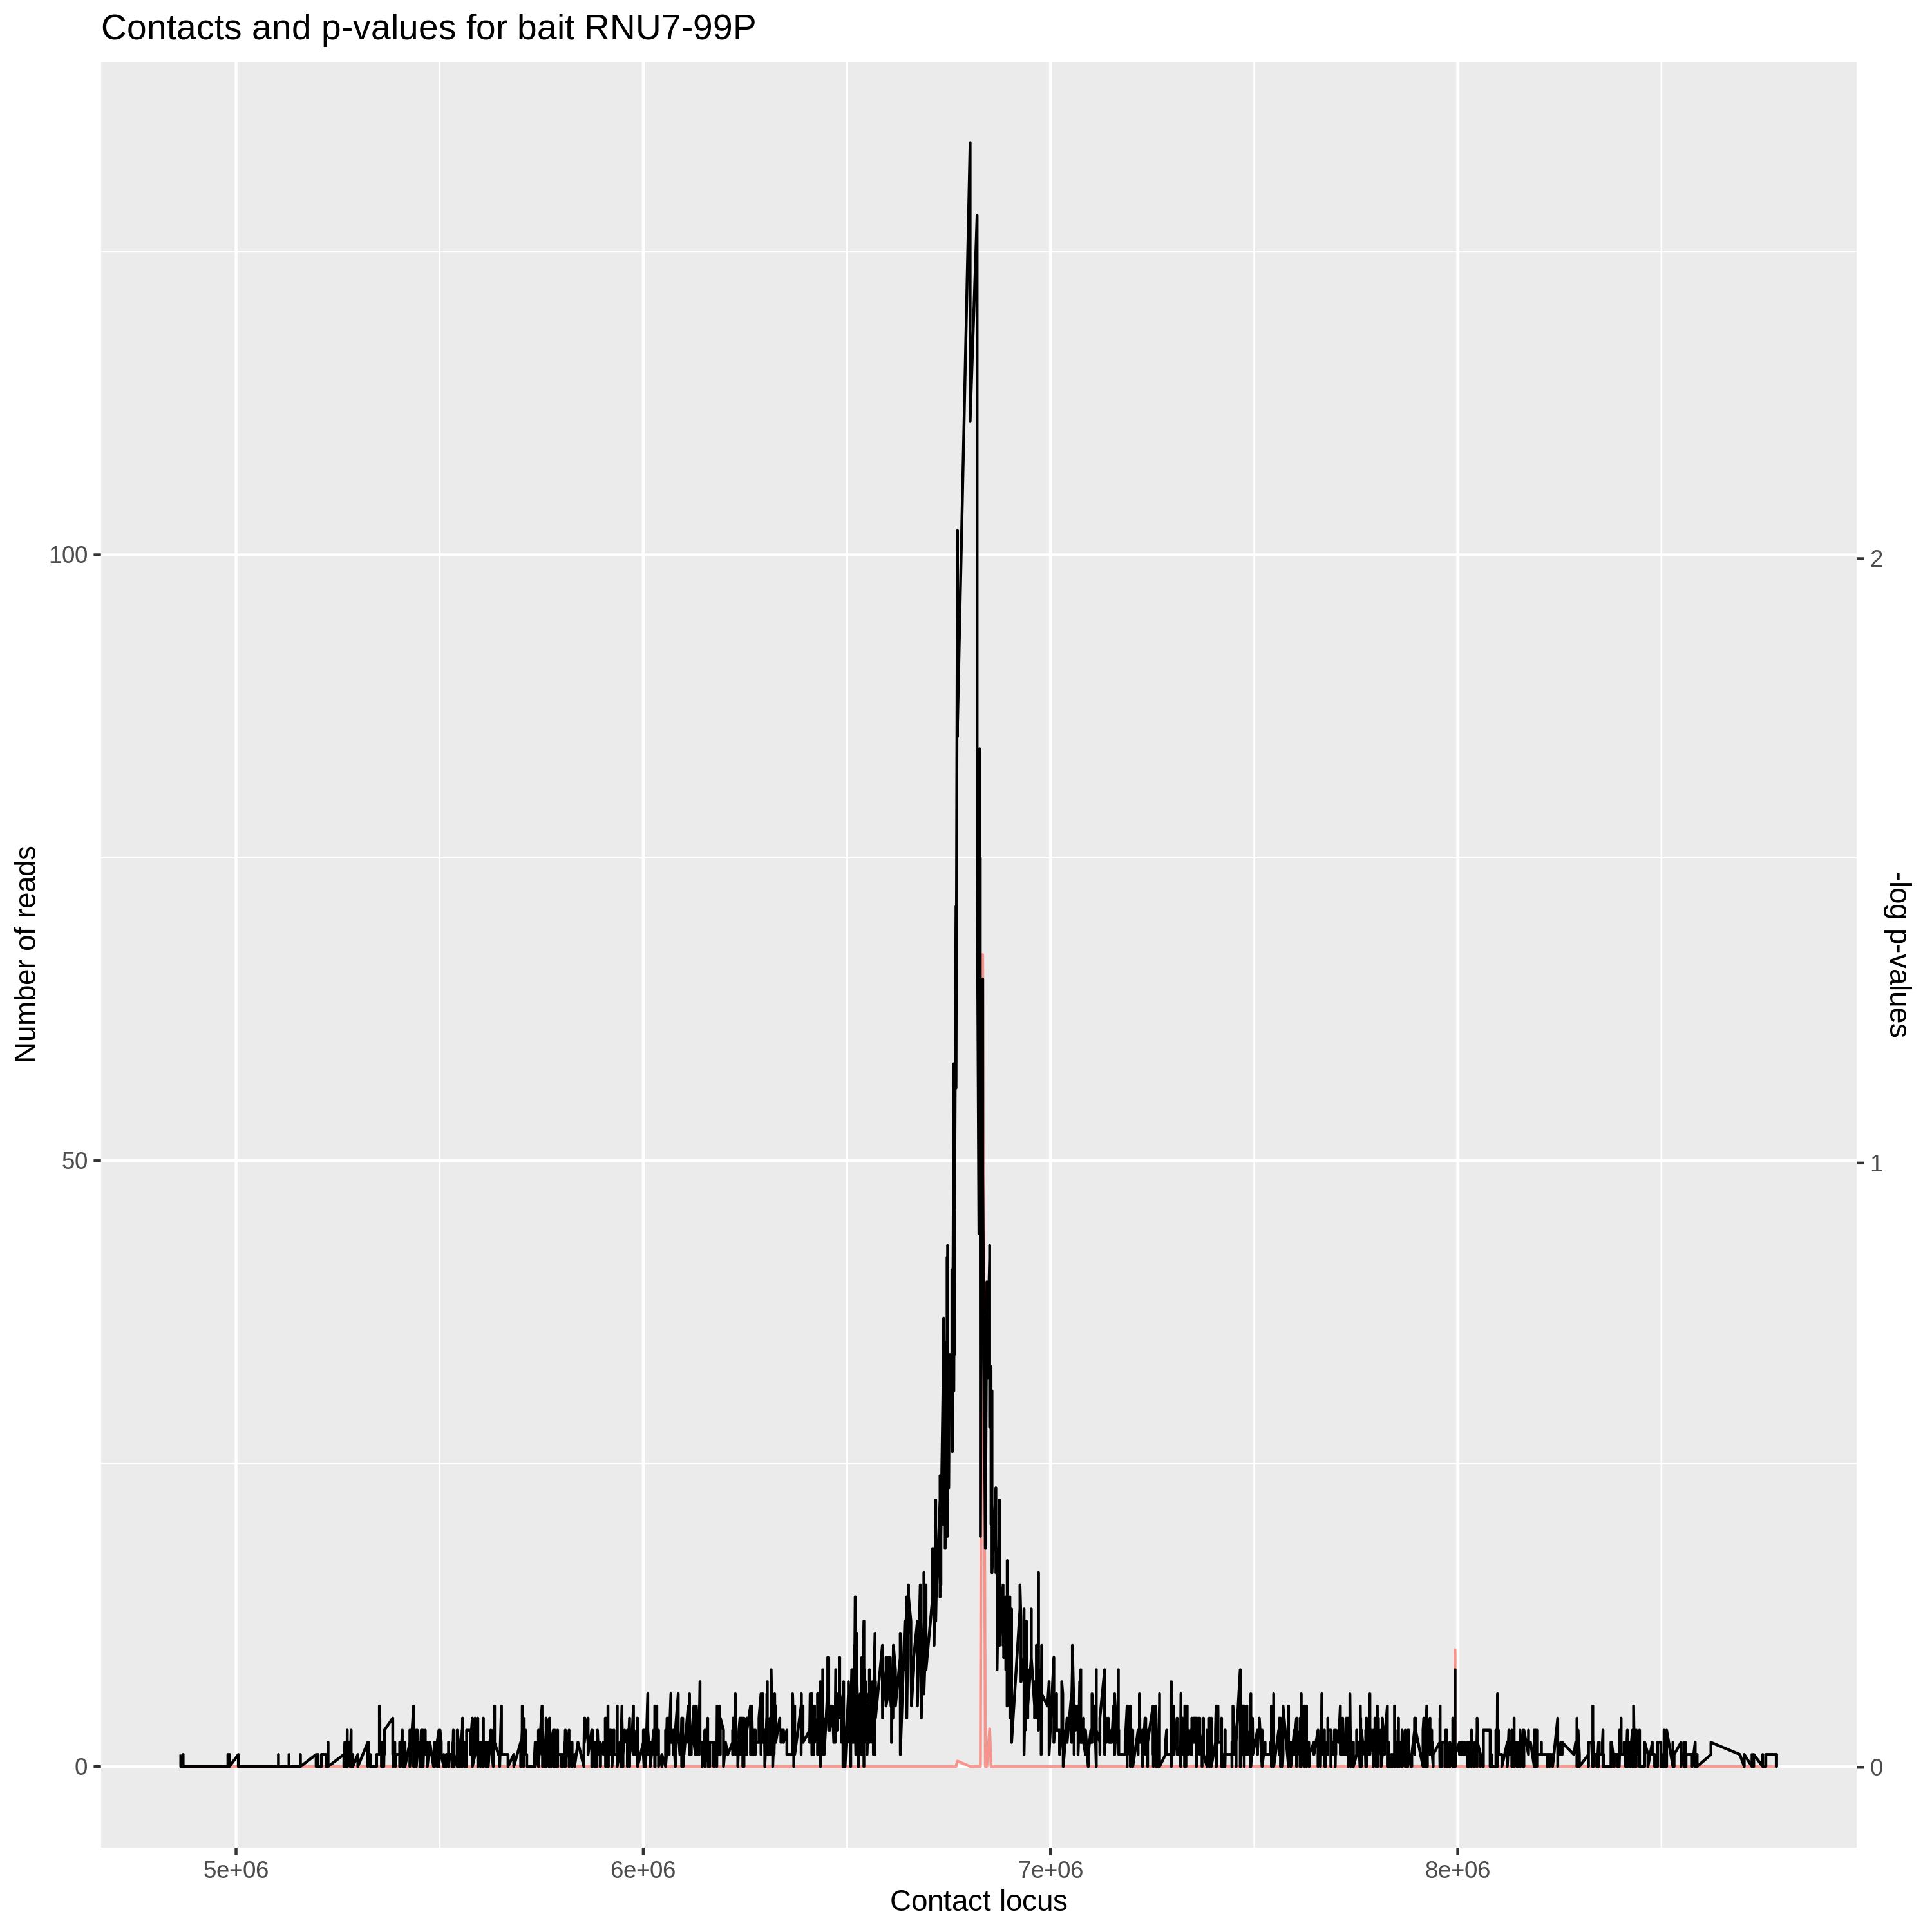 Contacts and p-values for bait RNU7-99P
Number of reads
100
50
0
2
1
0
-log p-values
5e+06
6e+06
7e+06
8e+06
Contact locus